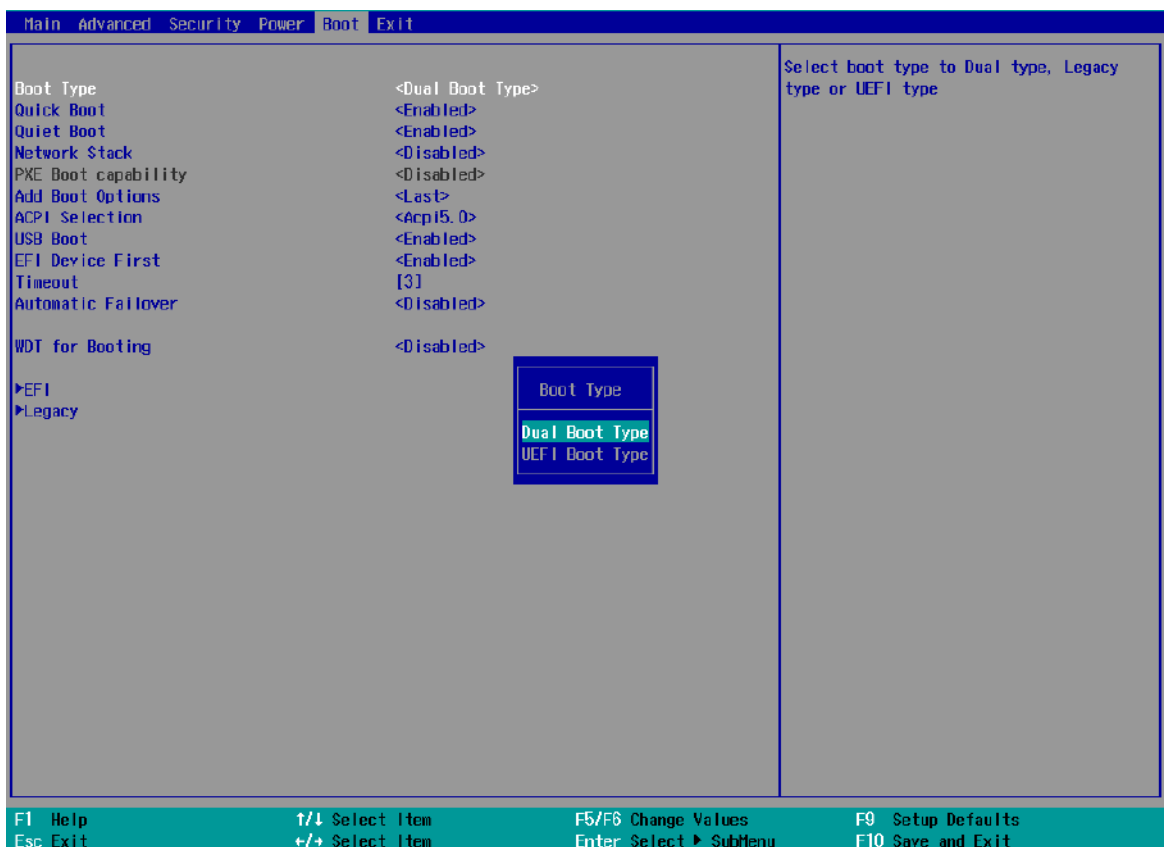 Main Advanced Security Power Boot Exit
Boot Type <Dual Boot Type>
Quick Boot <Enabled>
Quiet Boot <Enabled>
Network Stack <Disabled>
PXE Boot capability <Disabled>
Add Boot Options <Last>
ACPI Selection <Acpi5.0>
USB Boot <Enabled>
EFI Device First <Enabled>
Timeout [3]
Automatic Failover <Disabled>
WDT for Booting <Disabled>
▶EFI
▶Legacy
Boot Type
Dual Boot Type
UEFI Boot Type
Select boot type to Dual type, Legacy
type or UEFI type
F1 Help ↑/↓ Select Item F5/F6 Change Values F9 Setup Defaults
Esc Exit ←/→ Select Item Enter Select ▶ SubMenu F10 Save and Exit